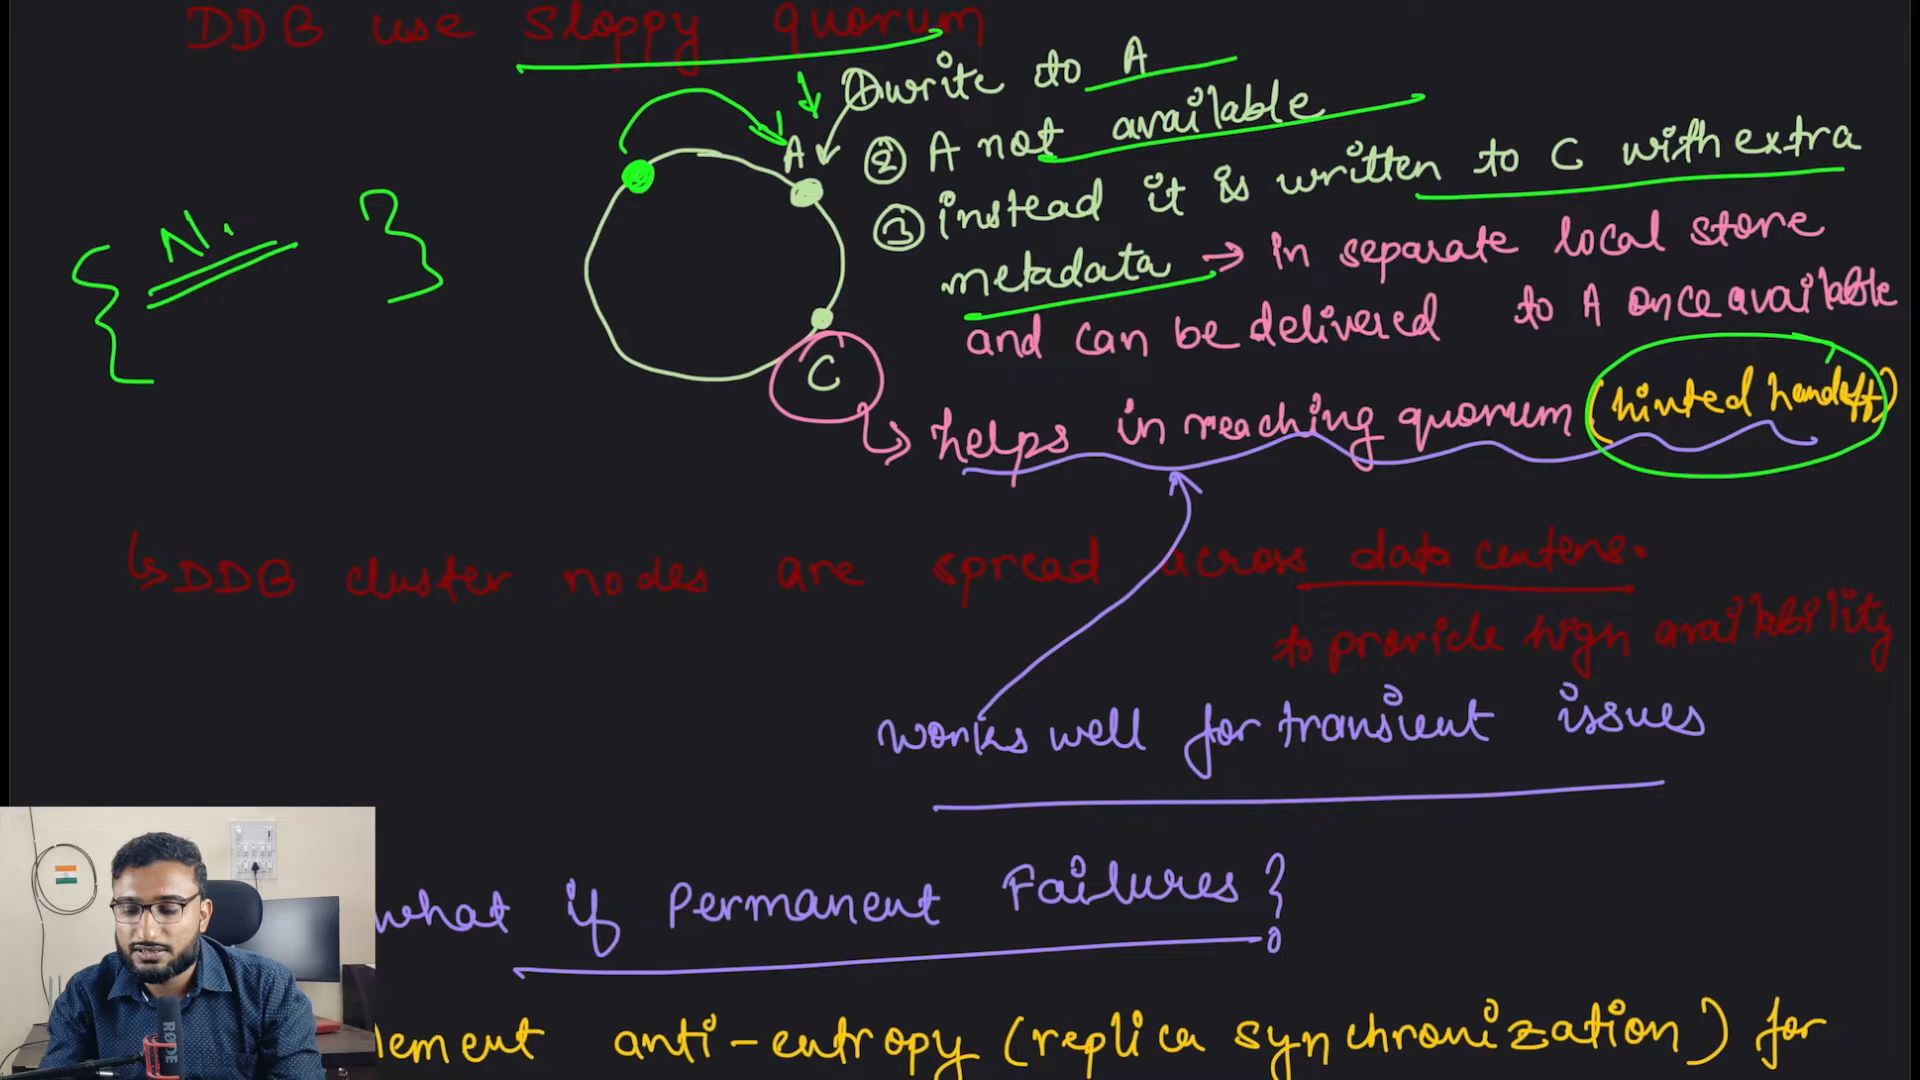 DDB use sloppy quorum
① write to A
② A not available
③ instead it is written to C with extra
metadata → in separate local store
and can be delivered to A once available
A
C
N.
↳ helps in reaching quorum (hinted handoff)
↳ DDB cluster nodes are spread across data centers.
to provide high availability
works well for transient issues
what if Permanent Failures?
lement anti-entropy (replica synchronization) for
RØDE